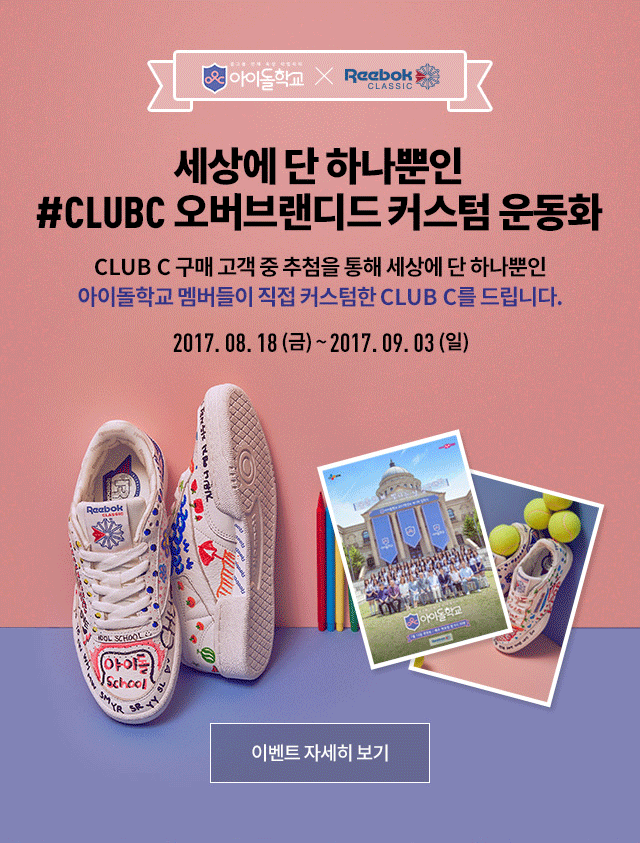 아이돌학교 × Reebok
CLASSIC
세상에 단 하나뿐인
#CLUBC 오버브랜디드 커스텀 운동화
CLUB C 구매 고객 중 추첨을 통해 세상에 단 하나뿐인
아이돌학교 멤버들이 직접 커스텀한 CLUB C를 드립니다.
2017. 08. 18 (금) ~ 2017. 09. 03 (일)
Reebok
CLASSIC
IDOL SCHOOL
아이돌
School
SMYR SR YY SL
아이돌학교
이벤트 자세히 보기